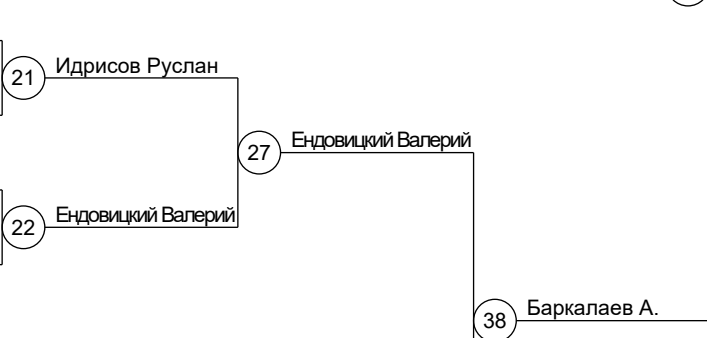 21 Идрисов Руслан
27 Ендовицкий Валерий
22 Ендовицкий Валерий
38 Баркалаев А.